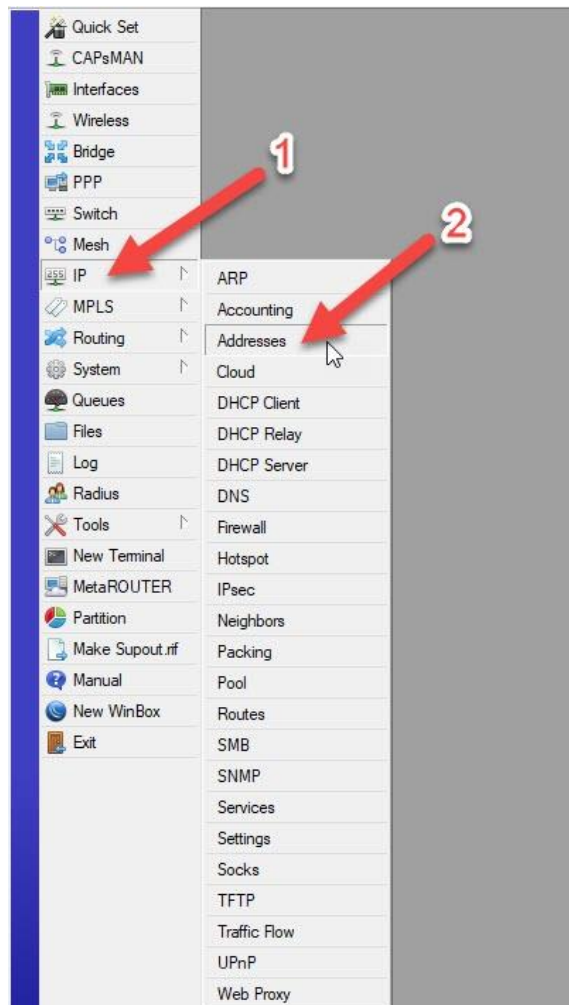 Quick Set
CAPsMAN
Interfaces
Wireless
Bridge
PPP
Switch
Mesh
255 IP
MPLS
Routing
System
Queues
Files
Log
Radius
Tools
New Terminal
MetaROUTER
Partition
Make Supout.rif
Manual
New WinBox
Exit
1
2
ARP
Accounting
Addresses
Cloud
DHCP Client
DHCP Relay
DHCP Server
DNS
Firewall
Hotspot
IPsec
Neighbors
Packing
Pool
Routes
SMB
SNMP
Services
Settings
Socks
TFTP
Traffic Flow
UPnP
Web Proxy